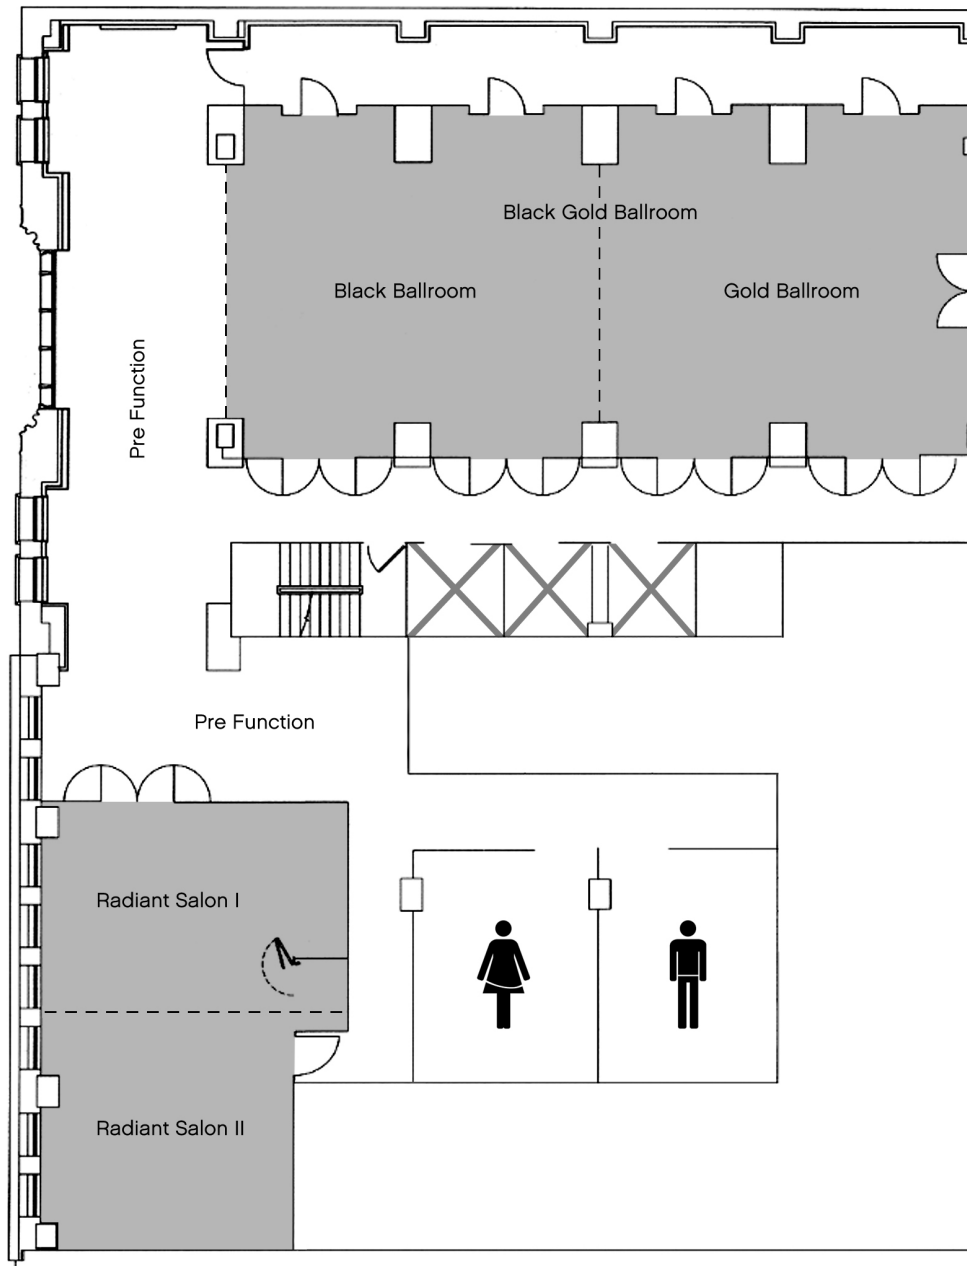 Black Gold Ballroom
Black Ballroom
Gold Ballroom
Pre Function
Pre Function
Radiant Salon I
Radiant Salon II